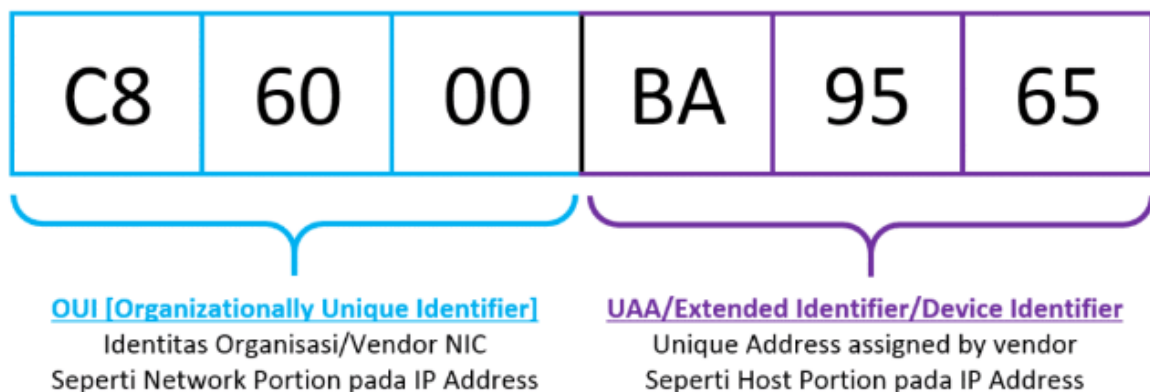 C8 60 00 BA 95 65
OUI [Organizationally Unique Identifier]
Identitas Organisasi/Vendor NIC
Seperti Network Portion pada IP Address
UAA/Extended Identifier/Device Identifier
Unique Address assigned by vendor
Seperti Host Portion pada IP Address